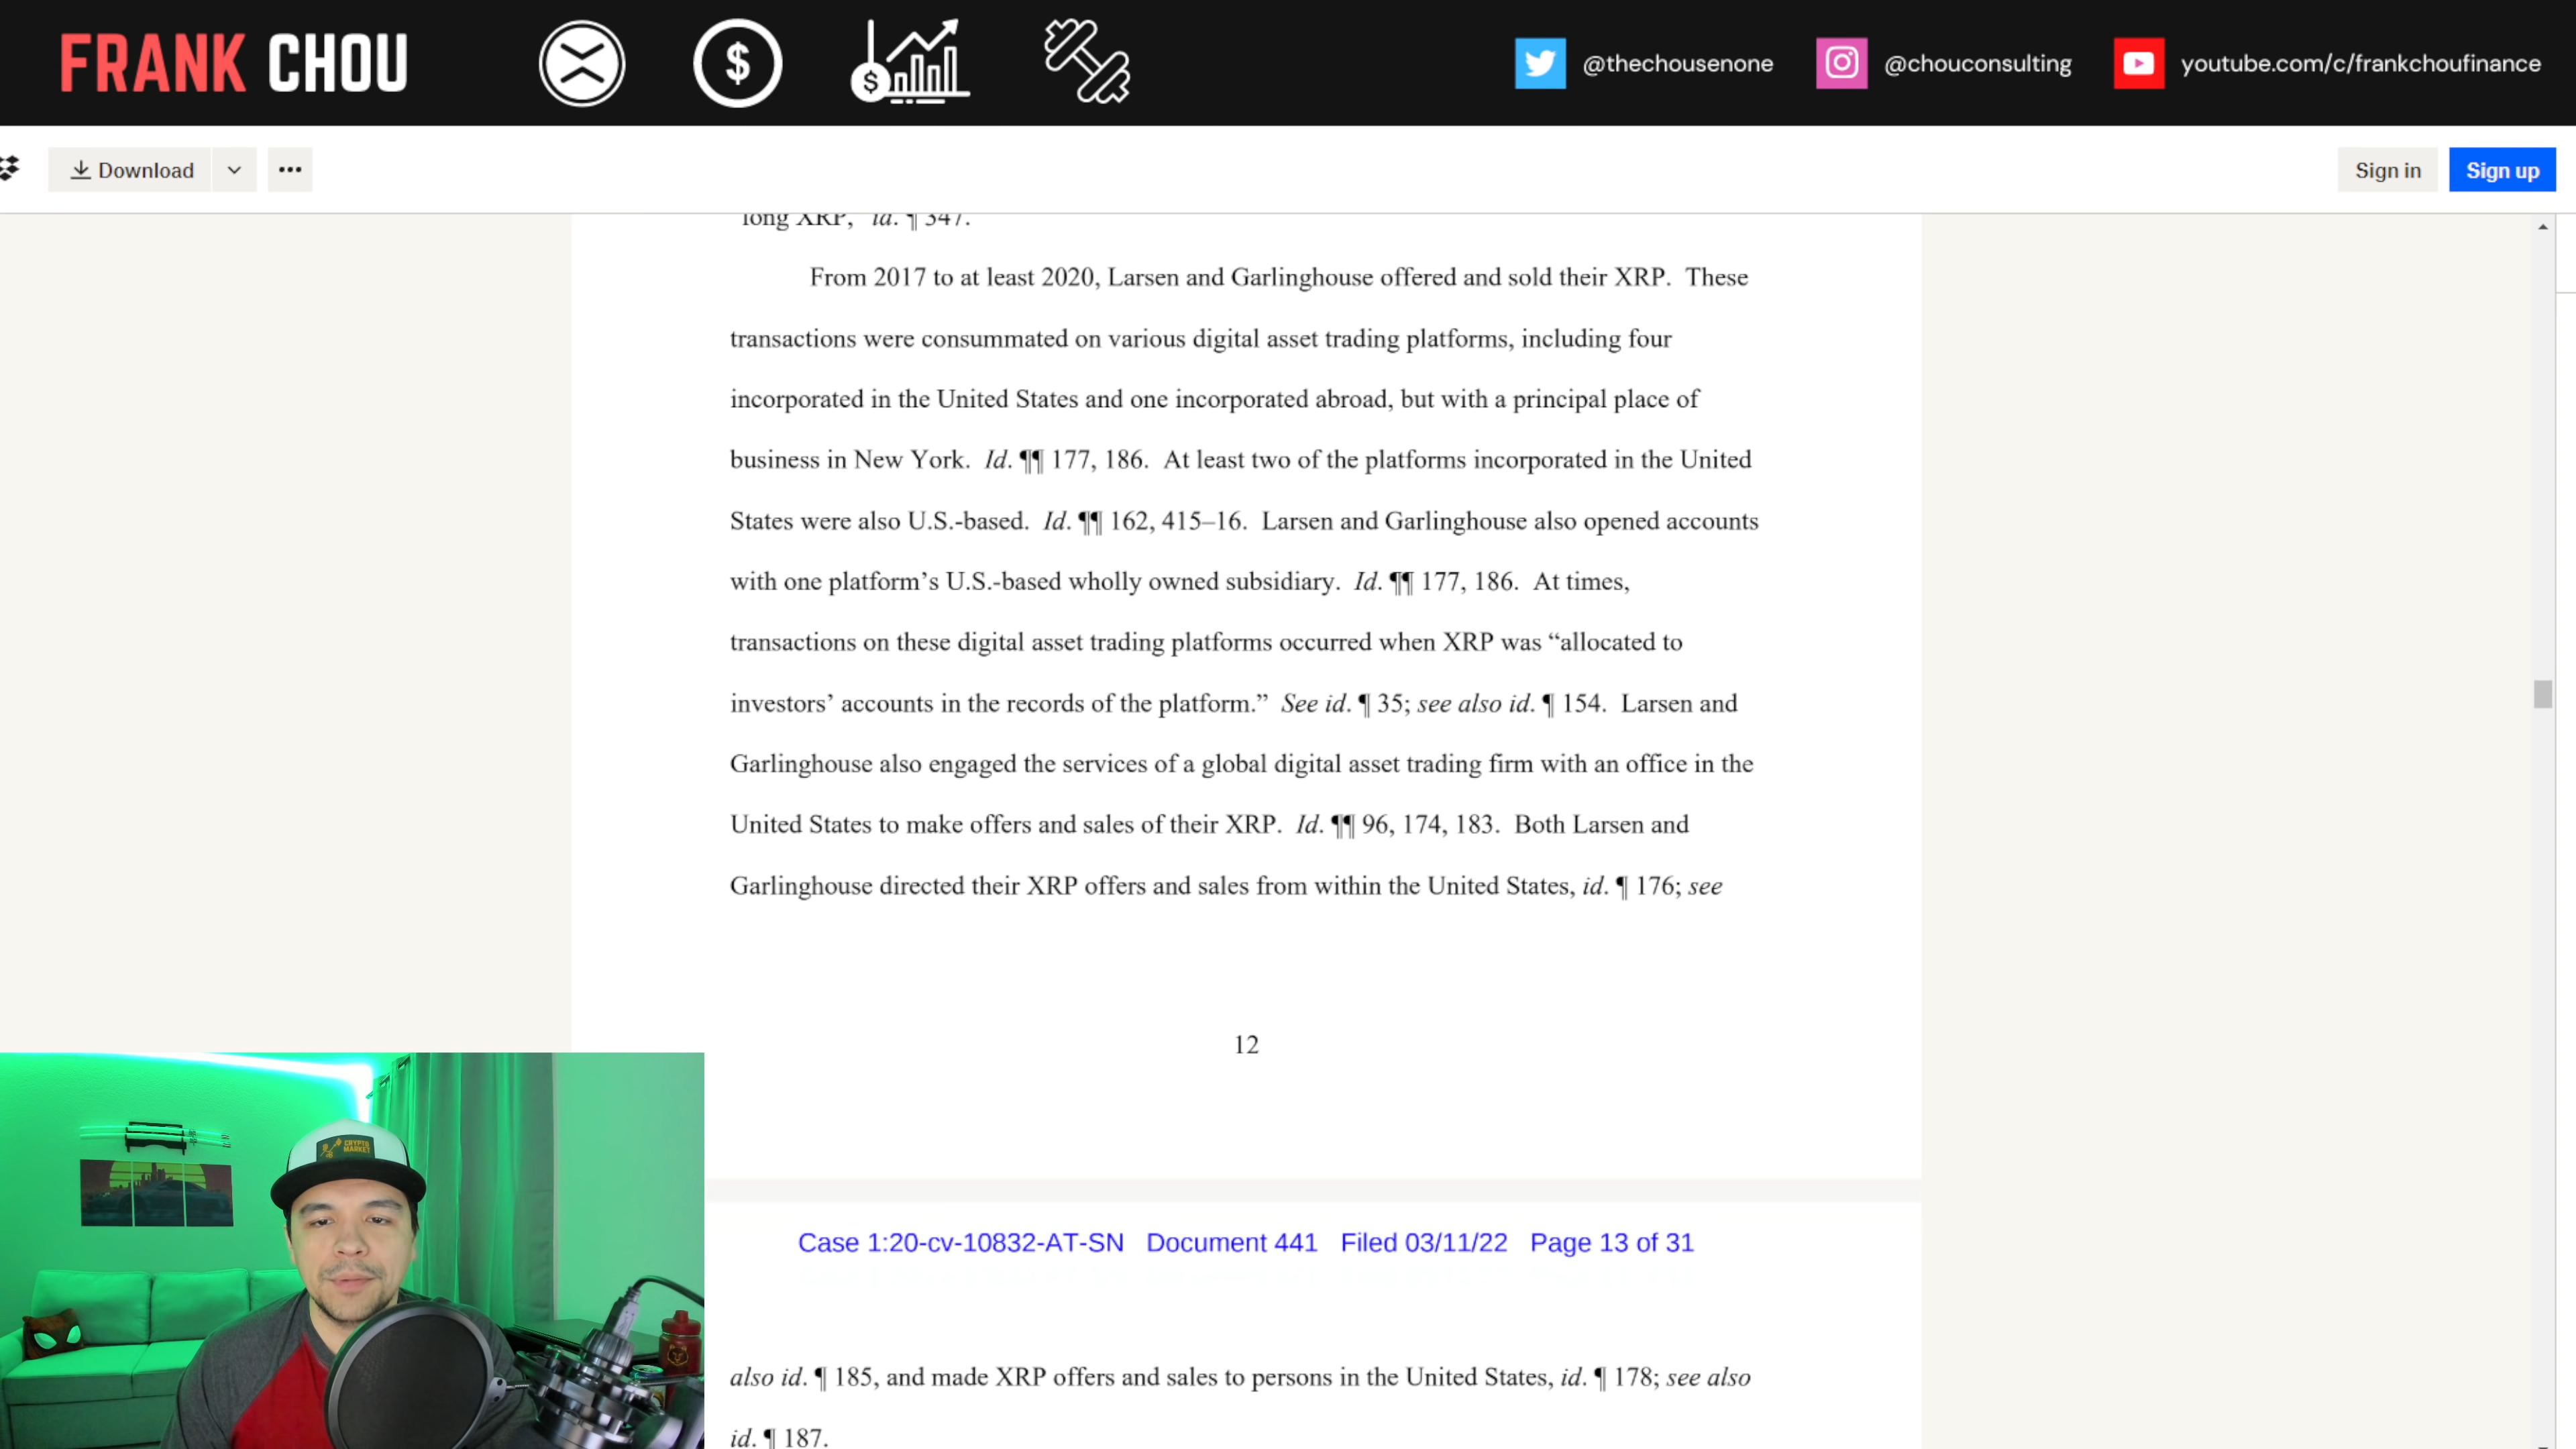 FRANK CHOU
@thechousenone
@chouconsulting
youtube.com/c/frankchoufinance
Download
Sign in
Sign up
long XRP,” id. ¶ 347.
From 2017 to at least 2020, Larsen and Garlinghouse offered and sold their XRP. These
transactions were consummated on various digital asset trading platforms, including four
incorporated in the United States and one incorporated abroad, but with a principal place of
business in New York. Id. ¶¶ 177, 186. At least two of the platforms incorporated in the United
States were also U.S.-based. Id. ¶¶ 162, 415–16. Larsen and Garlinghouse also opened accounts
with one platform’s U.S.-based wholly owned subsidiary. Id. ¶¶ 177, 186. At times,
transactions on these digital asset trading platforms occurred when XRP was “allocated to
investors’ accounts in the records of the platform.” See id. ¶ 35; see also id. ¶ 154. Larsen and
Garlinghouse also engaged the services of a global digital asset trading firm with an office in the
United States to make offers and sales of their XRP. Id. ¶¶ 96, 174, 183. Both Larsen and
Garlinghouse directed their XRP offers and sales from within the United States, id. ¶ 176; see
12
CRYPTO
MARKET
Case 1:20-cv-10832-AT-SN Document 441 Filed 03/11/22 Page 13 of 31
also id. ¶ 185, and made XRP offers and sales to persons in the United States, id. ¶ 178; see also
id. ¶ 187.